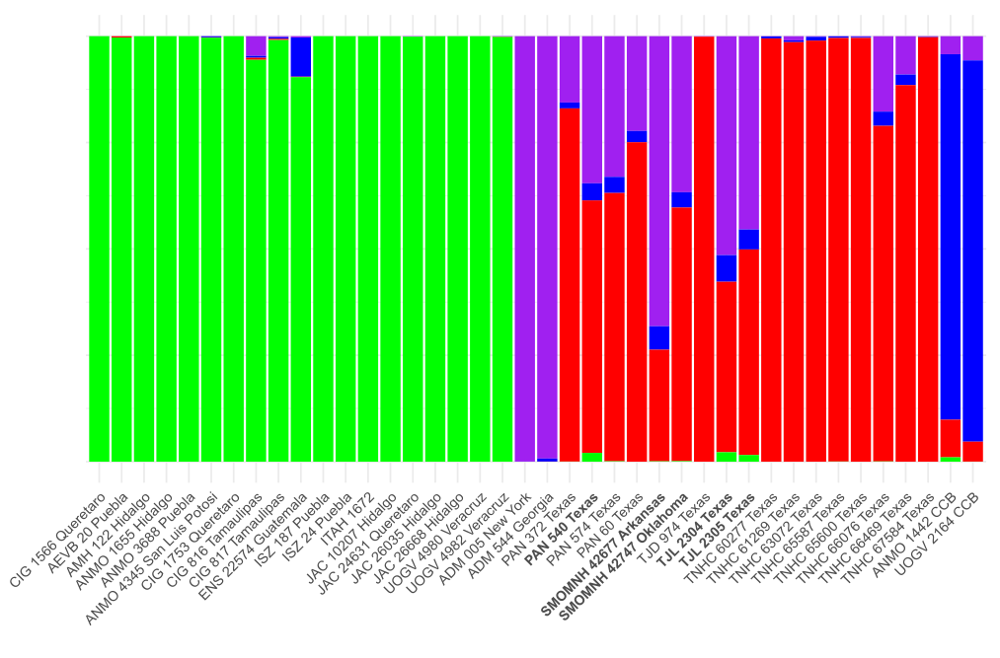 CIG 1566 Queretaro
AEVB 20 Puebla
AMH 122 Hidalgo
ANMO 1655 Hidalgo
ANMO 3688 Puebla
ANMO 4345 San Luis Potosi
CIG 1753 Queretaro
CIG 816 Tamaulipas
CIG 817 Tamaulipas
ENS 22574 Guatemala
ISZ 187 Puebla
ISZ 24 Puebla
ITAH 1672
JAC 10207 Hidalgo
JAC 24631 Queretaro
JAC 26035 Hidalgo
JAC 26668 Hidalgo
UOGV 4980 Veracruz
UOGV 4982 Veracruz
ADM 0005 New York
ADM 544 Georgia
PAN 372 Texas
PAN 540 Texas
PAN 574 Texas
PAN 60 Texas
SMOMNH 42677 Arkansas
SMOMNH 42747 Oklahoma
TJD 974 Texas
TJL 2304 Texas
TJL 2305 Texas
TNHC 60277 Texas
TNHC 61269 Texas
TNHC 63072 Texas
TNHC 65587 Texas
TNHC 65600 Texas
TNHC 66076 Texas
TNHC 66469 Texas
TNHC 67584 Texas
ANMO 1442 CCB
UOGV 2164 CCB